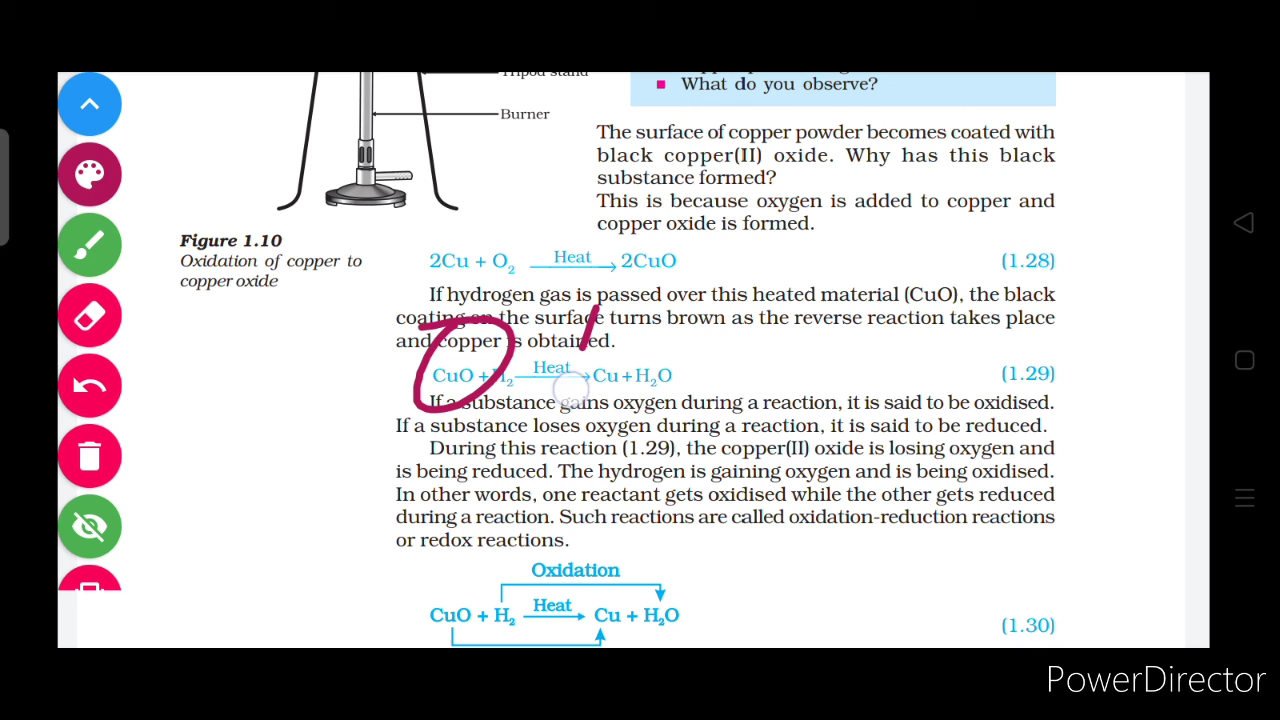 What do you observe?
Burner
The surface of copper powder becomes coated with
black copper(II) oxide. Why has this black
substance formed?
This is because oxygen is added to copper and
copper oxide is formed.
Figure 1.10
Oxidation of copper to
copper oxide
2Cu + O₂ Heat → 2CuO (1.28)
If hydrogen gas is passed over this heated material (CuO), the black
coating on the surface turns brown as the reverse reaction takes place
and copper is obtained.
CuO + H₂ Heat → Cu + H₂O (1.29)
If a substance gains oxygen during a reaction, it is said to be oxidised.
If a substance loses oxygen during a reaction, it is said to be reduced.
During this reaction (1.29), the copper(II) oxide is losing oxygen and
is being reduced. The hydrogen is gaining oxygen and is being oxidised.
In other words, one reactant gets oxidised while the other gets reduced
during a reaction. Such reactions are called oxidation-reduction reactions
or redox reactions.
Oxidation
CuO + H₂ Heat → Cu + H₂O (1.30)
PowerDirector